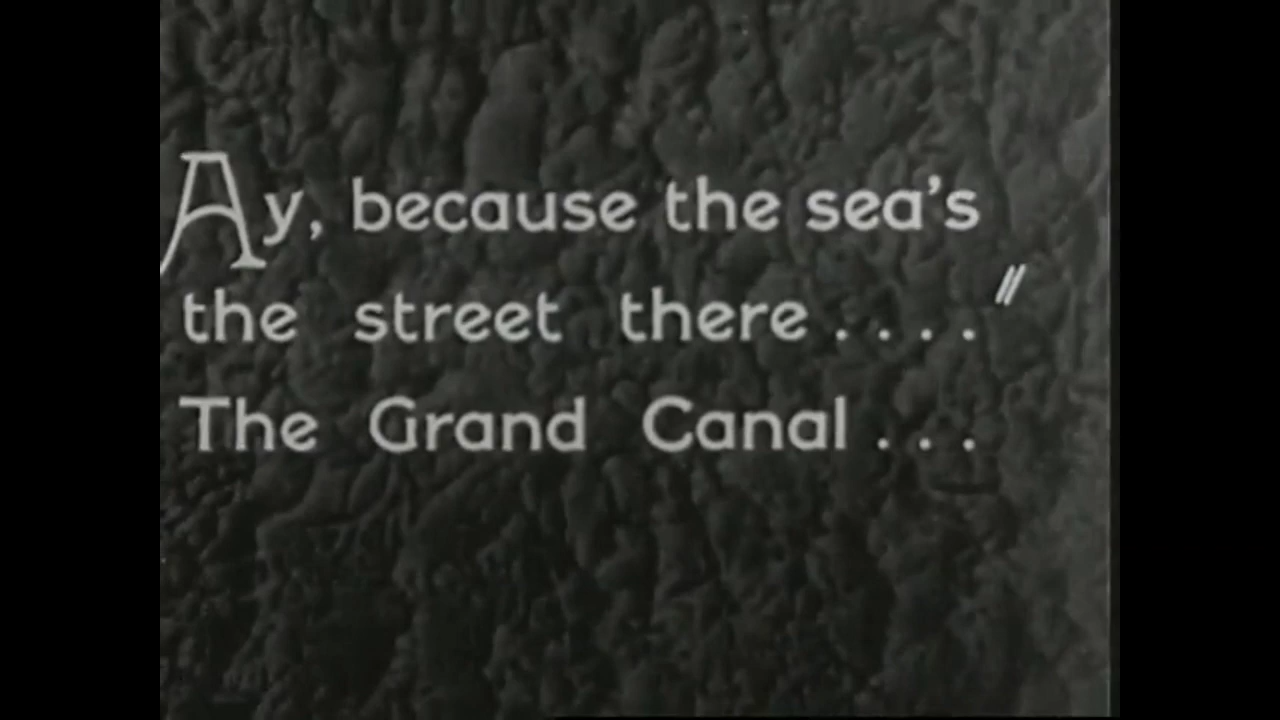 Ay, because the sea's
the street there ...."
The Grand Canal ...